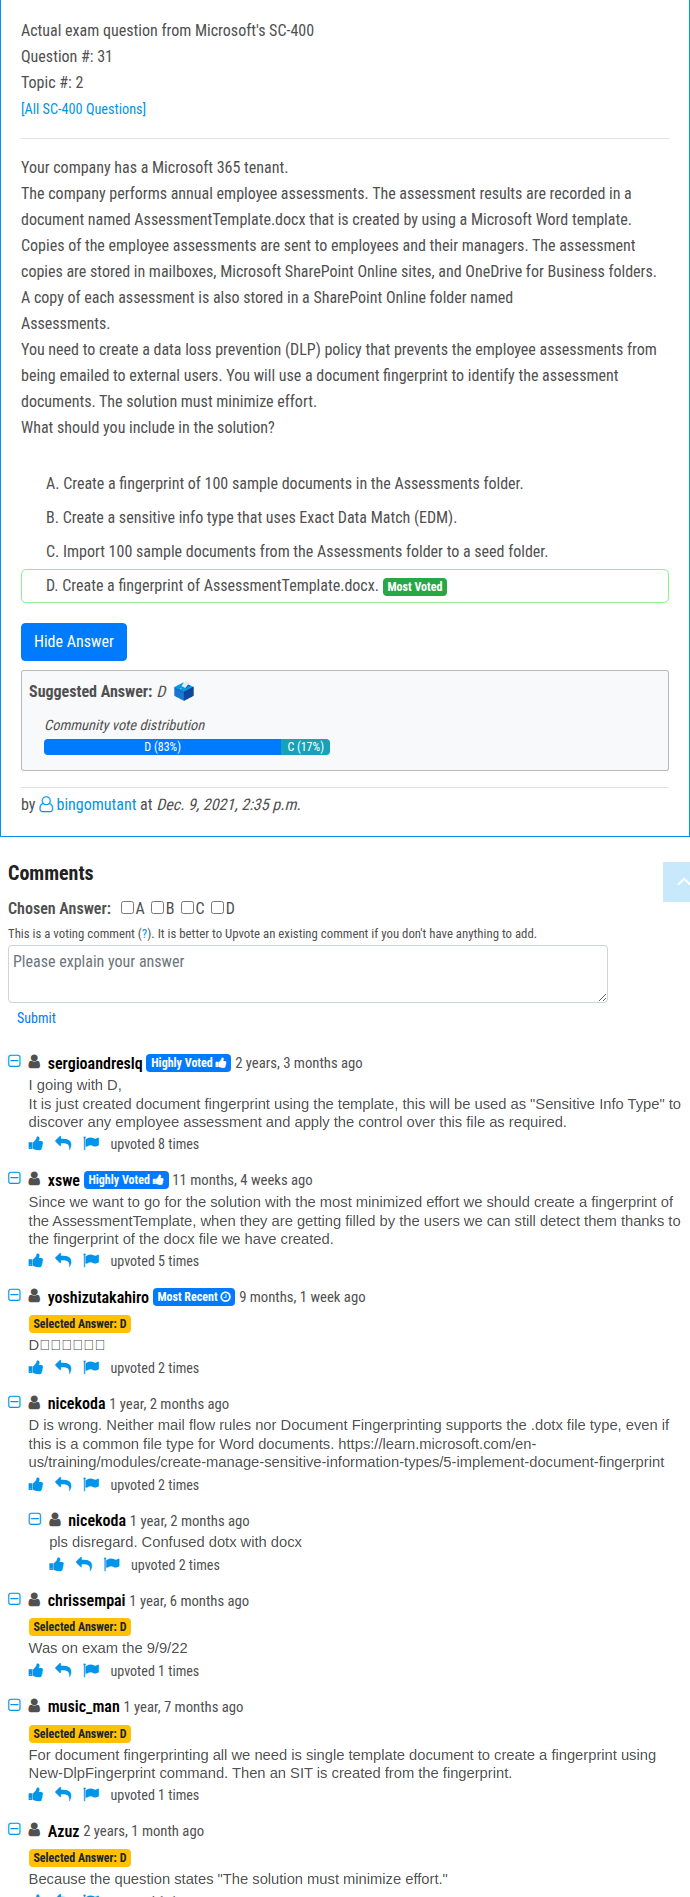 Actual exam question from Microsoft's SC-400
Question #: 31
Topic #: 2
[All SC-400 Questions]
Your company has a Microsoft 365 tenant.
The company performs annual employee assessments. The assessment results are recorded in a
document named AssessmentTemplate.docx that is created by using a Microsoft Word template.
Copies of the employee assessments are sent to employees and their managers. The assessment
copies are stored in mailboxes, Microsoft SharePoint Online sites, and OneDrive for Business folders.
A copy of each assessment is also stored in a SharePoint Online folder named
Assessments.
You need to create a data loss prevention (DLP) policy that prevents the employee assessments from
being emailed to external users. You will use a document fingerprint to identify the assessment
documents. The solution must minimize effort.
What should you include in the solution?
A. Create a fingerprint of 100 sample documents in the Assessments folder.
B. Create a sensitive info type that uses Exact Data Match (EDM).
C. Import 100 sample documents from the Assessments folder to a seed folder.
D. Create a fingerprint of AssessmentTemplate.docx. Most Voted
Hide Answer
Suggested Answer: D
Community vote distribution
D (83%) C (17%)
by bingomutant at Dec. 9, 2021, 2:35 p.m.
Comments
Chosen Answer: A B C D
This is a voting comment (?). It is better to Upvote an existing comment if you don't have anything to add.
Please explain your answer
Submit
sergioandreslq Highly Voted 2 years, 3 months ago
I going with D,
It is just created document fingerprint using the template, this will be used as "Sensitive Info Type" to
discover any employee assessment and apply the control over this file as required.
upvoted 8 times
xswe Highly Voted 11 months, 4 weeks ago
Since we want to go for the solution with the most minimized effort we should create a fingerprint of
the AssessmentTemplate, when they are getting filled by the users we can still detect them thanks to
the fingerprint of the docx file we have created.
upvoted 5 times
yoshizutakahiro Most Recent 9 months, 1 week ago
Selected Answer: D
D
upvoted 2 times
nicekoda 1 year, 2 months ago
D is wrong. Neither mail flow rules nor Document Fingerprinting supports the .dotx file type, even if
this is a common file type for Word documents. https://learn.microsoft.com/en-
us/training/modules/create-manage-sensitive-information-types/5-implement-document-fingerprint
upvoted 2 times
nicekoda 1 year, 2 months ago
pls disregard. Confused dotx with docx
upvoted 2 times
chrissempai 1 year, 6 months ago
Selected Answer: D
Was on exam the 9/9/22
upvoted 1 times
music_man 1 year, 7 months ago
Selected Answer: D
For document fingerprinting all we need is single template document to create a fingerprint using
New-DlpFingerprint command. Then an SIT is created from the fingerprint.
upvoted 1 times
Azuz 2 years, 1 month ago
Selected Answer: D
Because the question states "The solution must minimize effort."